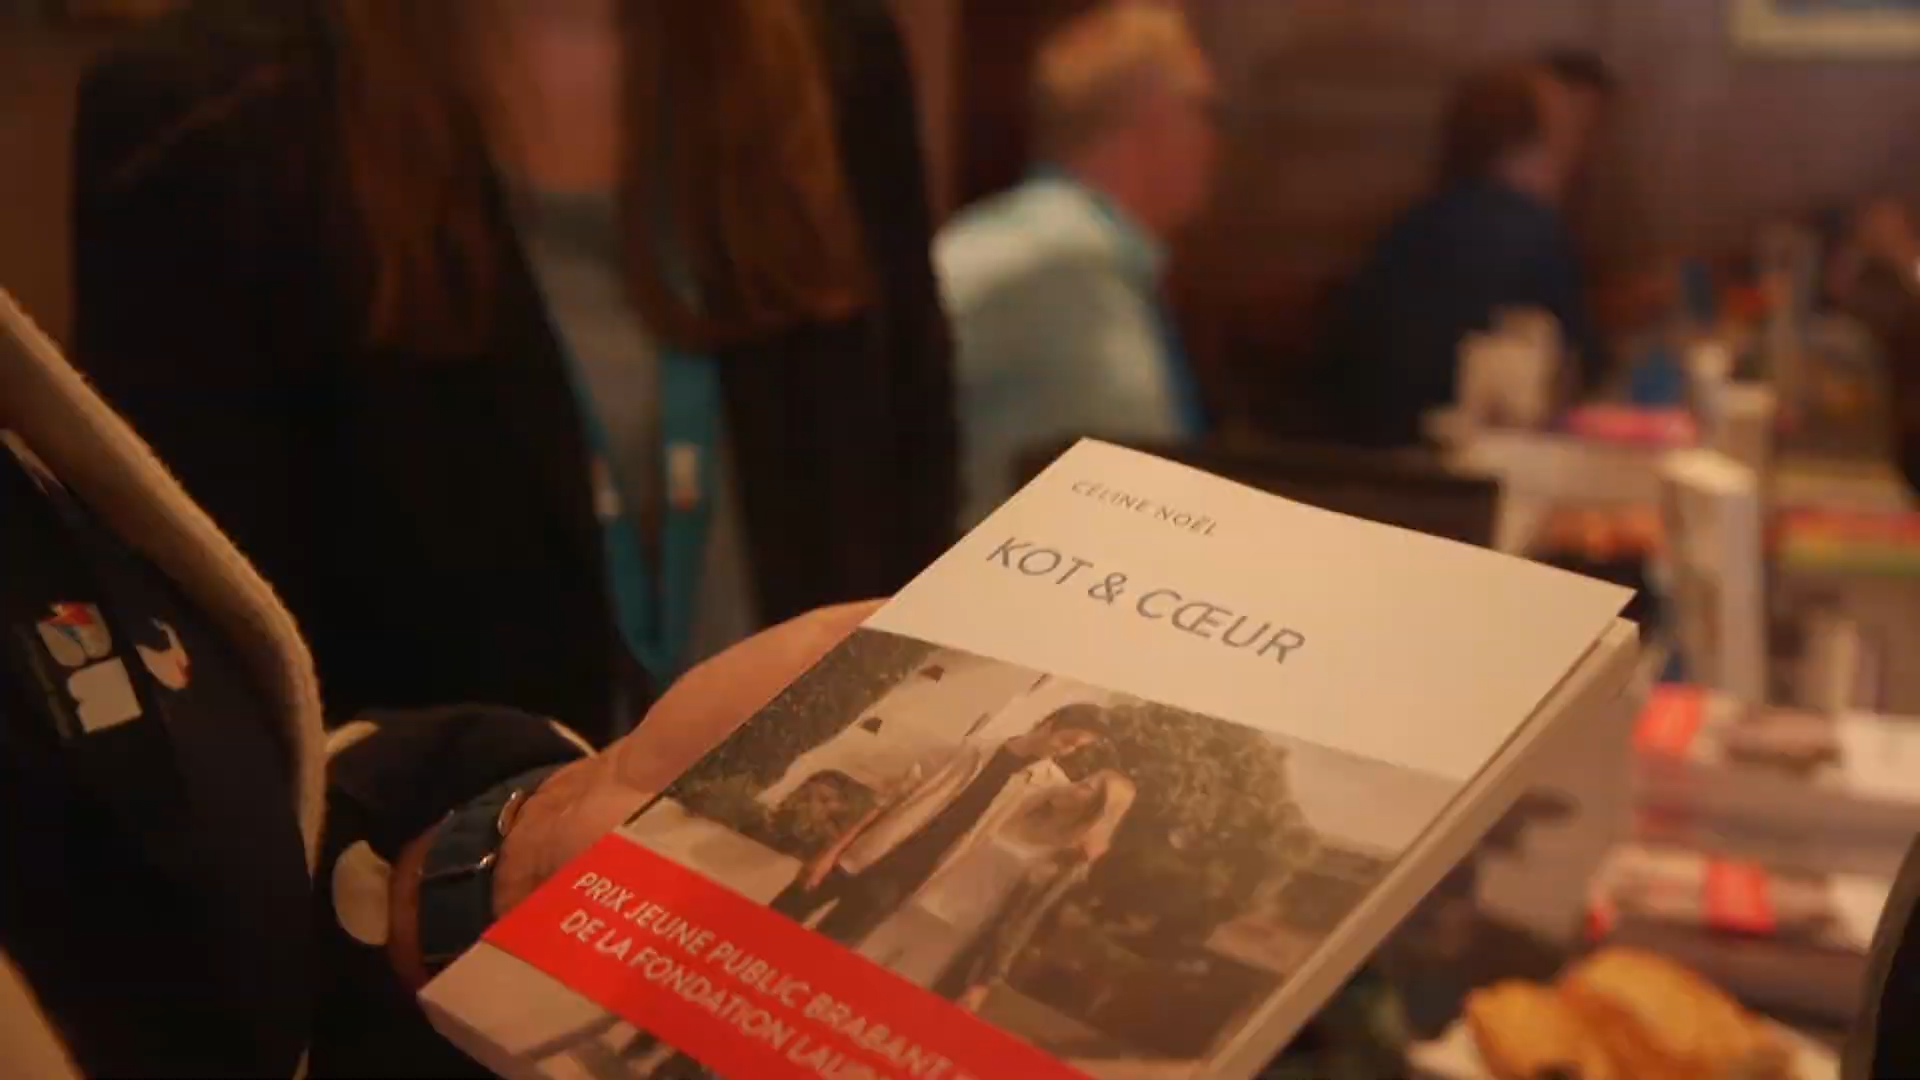 CÉLINE NOËL
KOT & CŒUR
PRIX JEUNE PUBLIC BRABANT
DE LA FONDATION